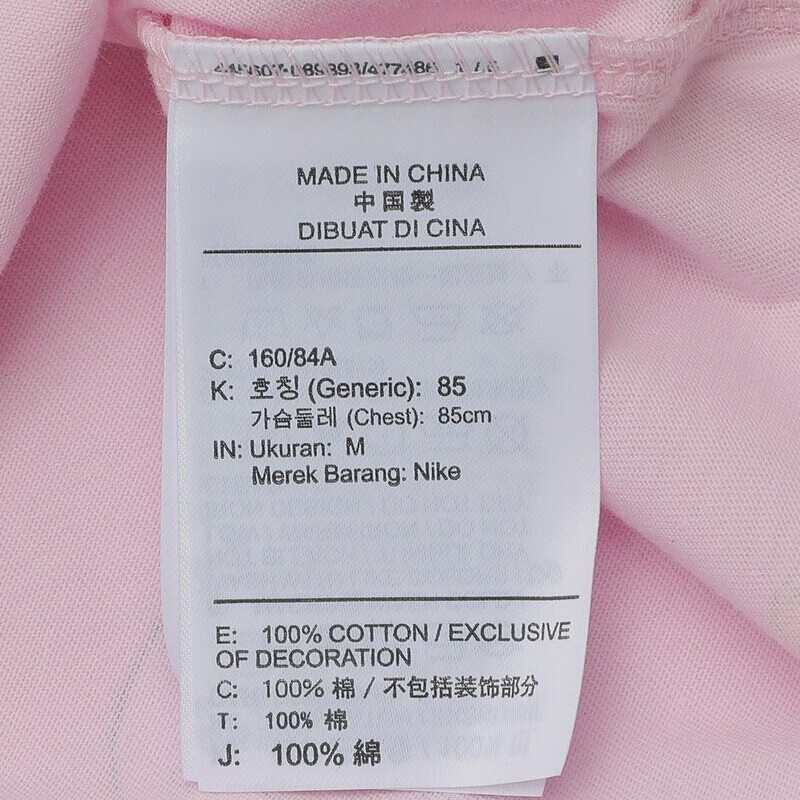 MADE IN CHINA
中国製
DIBUAT DI CINA
C: 160/84A
K: 호칭 (Generic): 85
가슴둘레 (Chest): 85cm
IN: Ukuran: M
Merek Barang: Nike
E: 100% COTTON / EXCLUSIVE
OF DECORATION
C: 100% 棉 / 不包括装饰部分
T: 100% 棉
J: 100% 綿